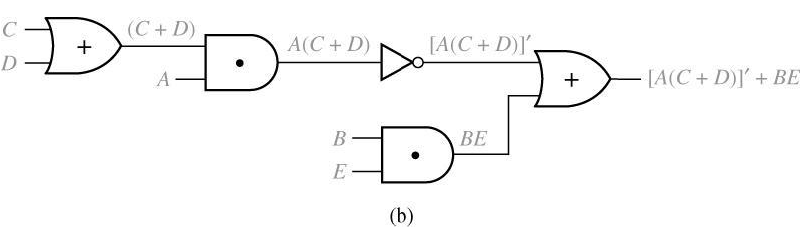 C (C + D) A(C + D) [A(C + D)]′
+
D A • + [A(C + D)]′ + BE
B BE
•
E
(b)